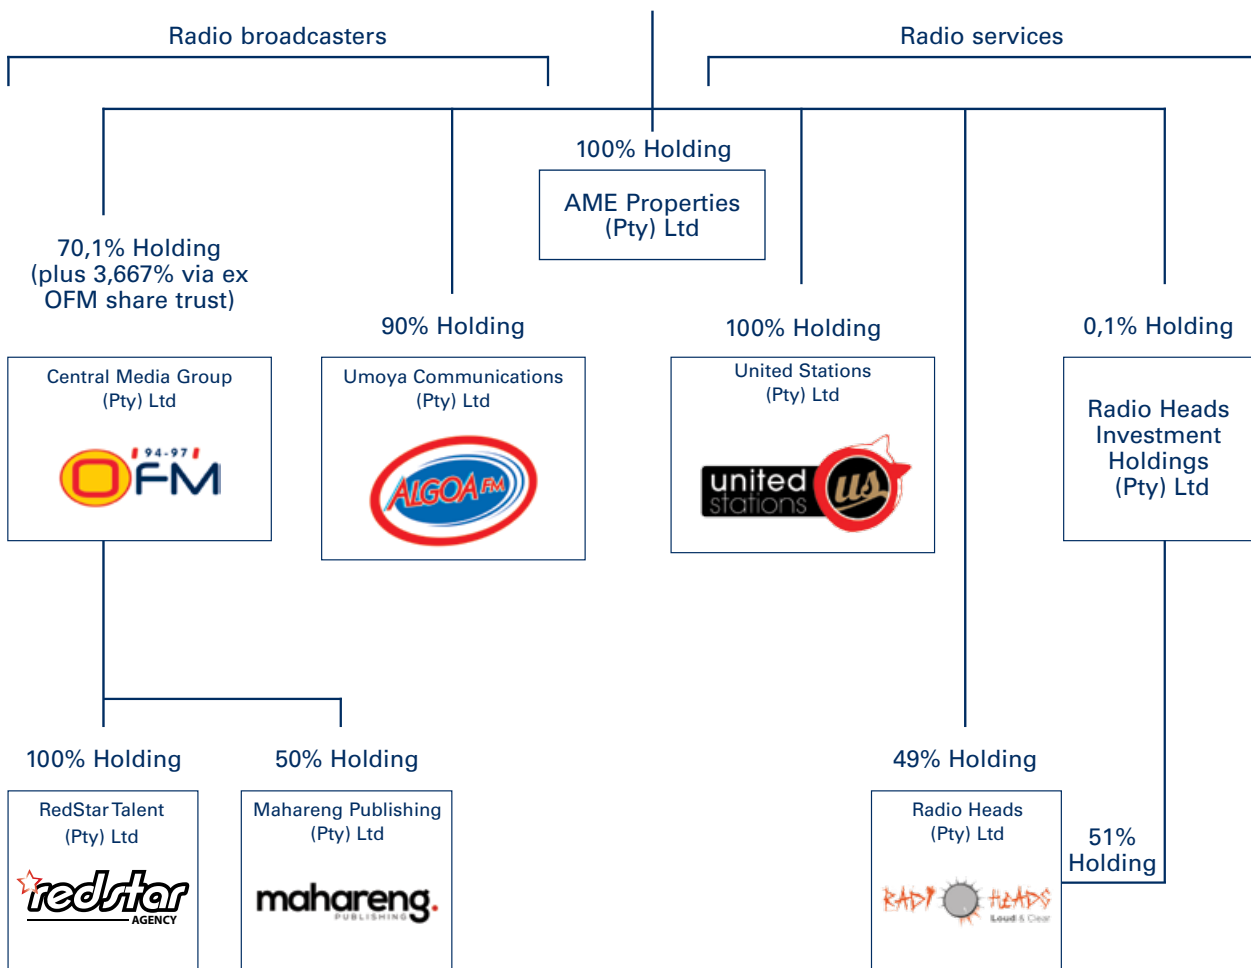 Radio broadcasters
Radio services
100% Holding
AME Properties
(Pty) Ltd
70,1% Holding
(plus 3,667% via ex
OFM share trust)
90% Holding
100% Holding
0,1% Holding
Central Media Group
(Pty) Ltd
94-97
OFM
Umoya Communications
(Pty) Ltd
ALGOA FM
United Stations
(Pty) Ltd
united
stations
us
Radio Heads
Investment
Holdings
(Pty) Ltd
100% Holding
50% Holding
49% Holding
RedStar Talent
(Pty) Ltd
redstar
AGENCY
Mahareng Publishing
(Pty) Ltd
mahareng.
PUBLISHING
Radio Heads
(Pty) Ltd
RADI HEADS
Loud & Clear
51%
Holding